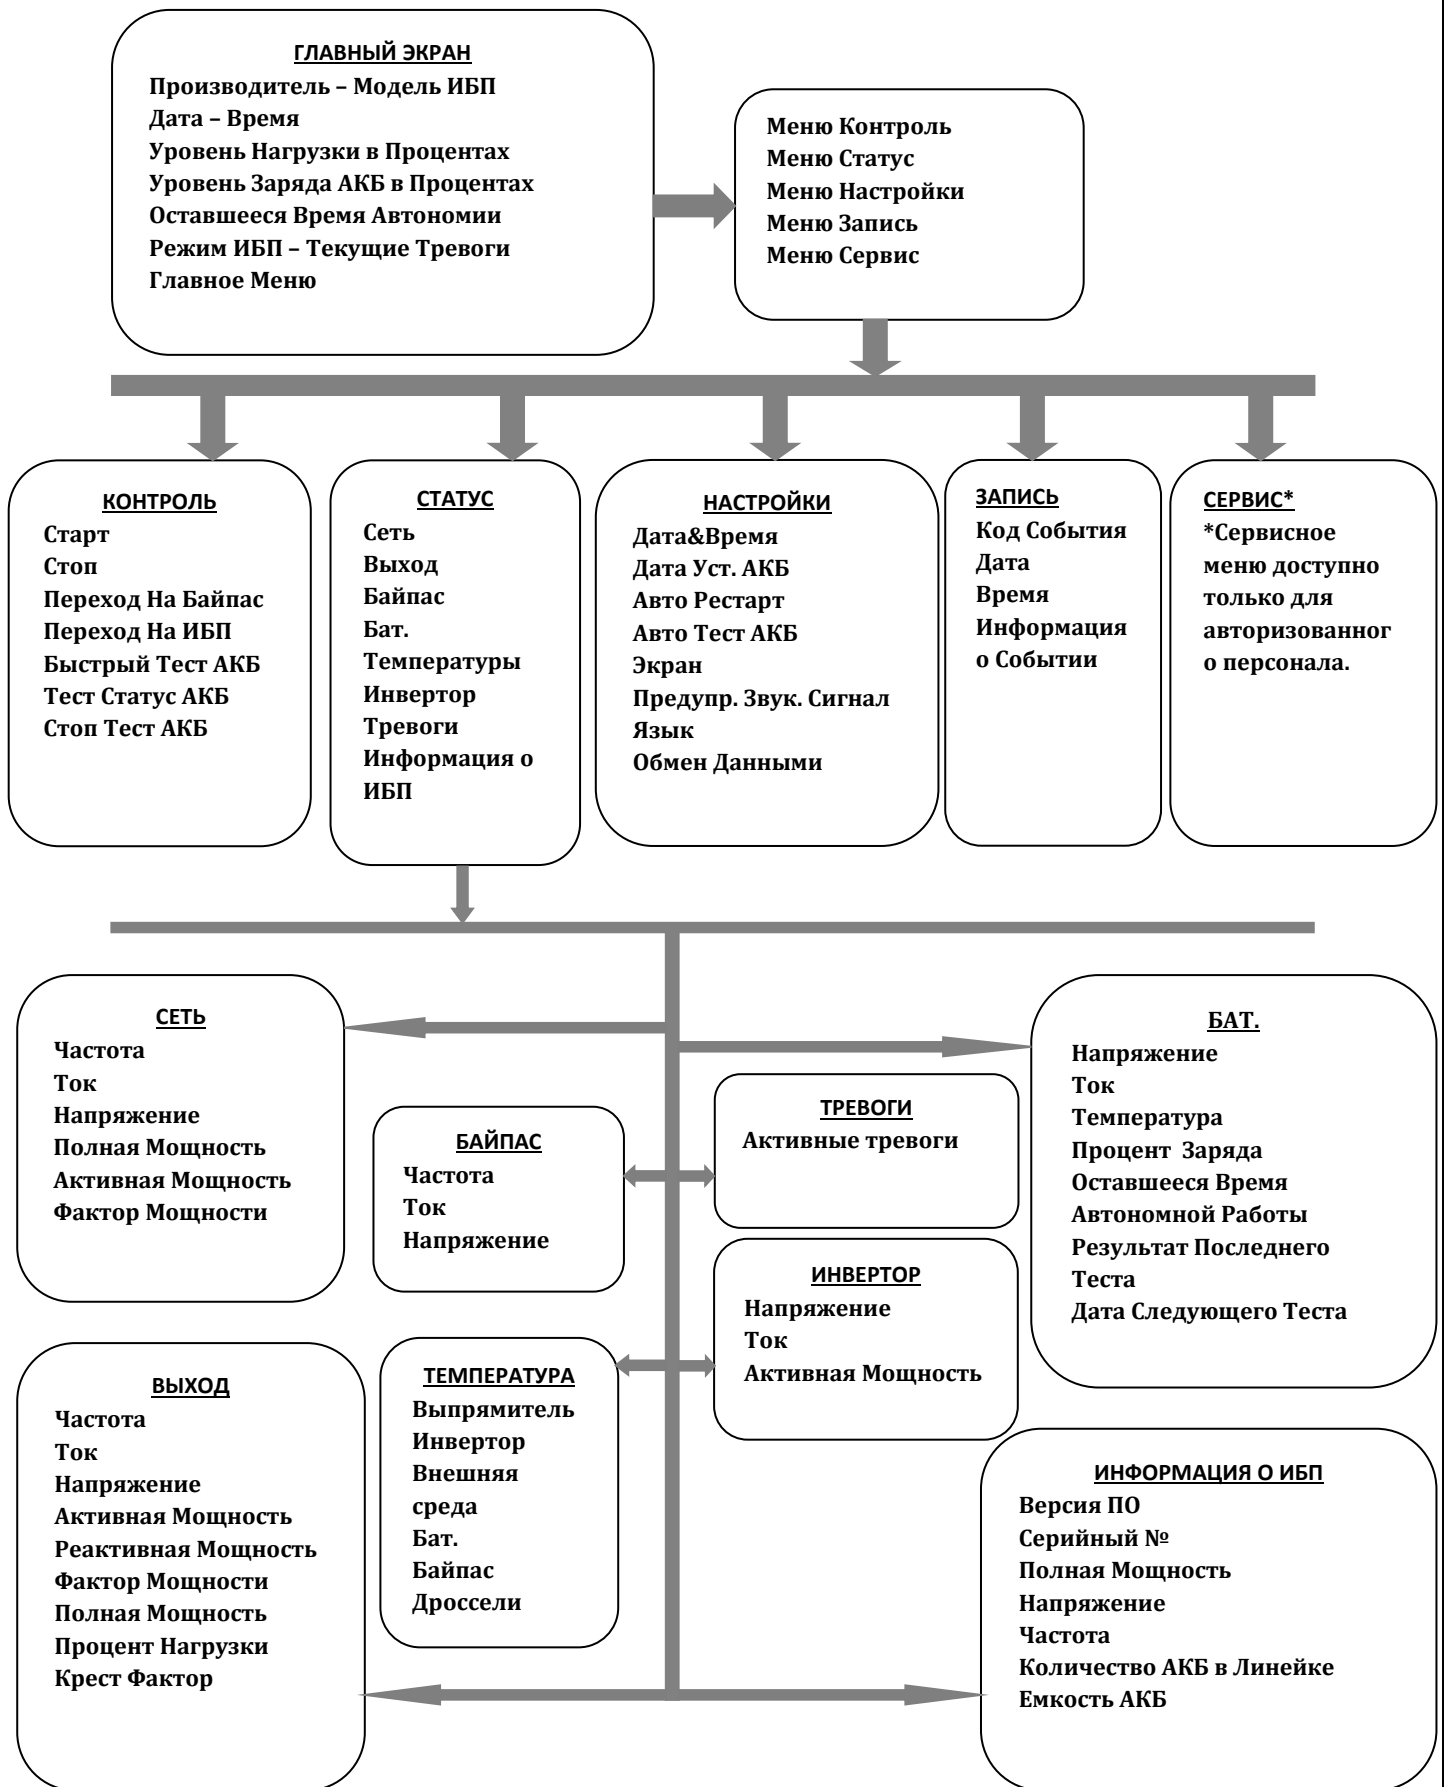 ГЛАВНЫЙ ЭКРАН
Производитель – Модель ИБП
Дата – Время
Уровень Нагрузки в Процентах
Уровень Заряда АКБ в Процентах
Оставшееся Время Автономии
Режим ИБП – Текущие Тревоги
Главное Меню
Меню Контроль
Меню Статус
Меню Настройки
Меню Запись
Меню Сервис
КОНТРОЛЬ
Старт
Стоп
Переход На Байпас
Переход На ИБП
Быстрый Тест АКБ
Тест Статус АКБ
Стоп Тест АКБ
СТАТУС
Сеть
Выход
Байпас
Бат.
Температуры
Инвертор
Тревоги
Информация о
ИБП
НАСТРОЙКИ
Дата&Время
Дата Уст. АКБ
Авто Рестарт
Авто Тест АКБ
Экран
Предупр. Звук. Сигнал
Язык
Обмен Данными
ЗАПИСЬ
Код События
Дата
Время
Информация
о Событии
СЕРВИС*
*Сервисное
меню доступно
только для
авторизованног
о персонала.
СЕТЬ
Частота
Ток
Напряжение
Полная Мощность
Активная Мощность
Фактор Мощности
БАЙПАС
Частота
Ток
Напряжение
ТРЕВОГИ
Активные тревоги
БАТ.
Напряжение
Ток
Температура
Процент Заряда
Оставшееся Время
Автономной Работы
Результат Последнего
Теста
Дата Следующего Теста
ИНВЕРТОР
Напряжение
Ток
Активная Мощность
ВЫХОД
Частота
Ток
Напряжение
Активная Мощность
Реактивная Мощность
Фактор Мощности
Полная Мощность
Процент Нагрузки
Крест Фактор
ТЕМПЕРАТУРА
Выпрямитель
Инвертор
Внешняя
среда
Бат.
Байпас
Дроссели
ИНФОРМАЦИЯ О ИБП
Версия ПО
Серийный №
Полная Мощность
Напряжение
Частота
Количество АКБ в Линейке
Емкость АКБ